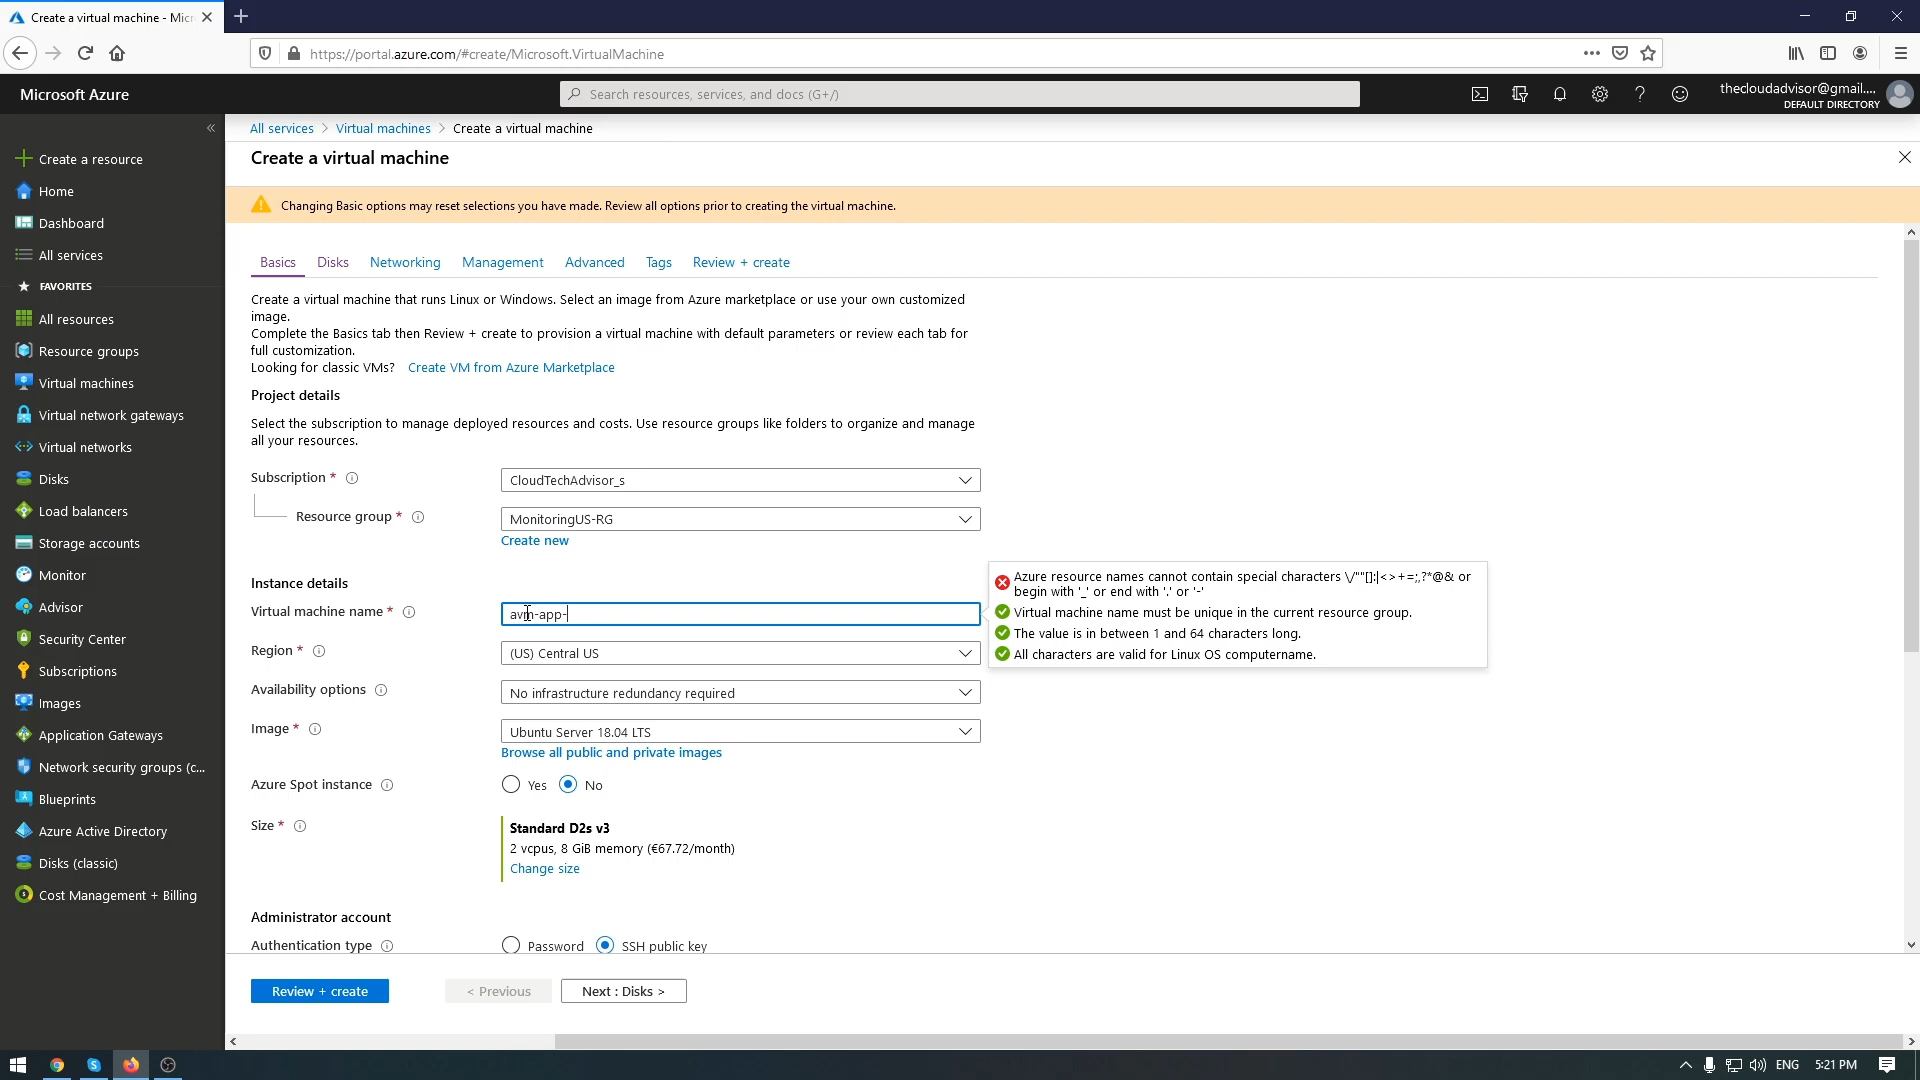 Create a virtual machine - Micr
https://portal.azure.com/#create/Microsoft.VirtualMachine
Microsoft Azure
Search resources, services, and docs (G+/)
thecloudadvisor@gmail....
DEFAULT DIRECTORY
Create a resource
Home
Dashboard
All services
FAVORITES
All resources
Resource groups
Virtual machines
Virtual network gateways
Virtual networks
Disks
Load balancers
Storage accounts
Monitor
Advisor
Security Center
Subscriptions
Images
Application Gateways
Network security groups (c...
Blueprints
Azure Active Directory
Disks (classic)
Cost Management + Billing
All services > Virtual machines > Create a virtual machine
Create a virtual machine
Changing Basic options may reset selections you have made. Review all options prior to creating the virtual machine.
Basics Disks Networking Management Advanced Tags Review + create
Create a virtual machine that runs Linux or Windows. Select an image from Azure marketplace or use your own customized
image.
Complete the Basics tab then Review + create to provision a virtual machine with default parameters or review each tab for
full customization.
Looking for classic VMs? Create VM from Azure Marketplace
Project details
Select the subscription to manage deployed resources and costs. Use resource groups like folders to organize and manage
all your resources.
Subscription * CloudTechAdvisor_s
Resource group * MonitoringUS-RG
Create new
Instance details
Virtual machine name * avm-app-
Azure resource names cannot contain special characters \/""[]:|<>+=;,?*@& or
begin with '_' or end with '.' or '-'
Virtual machine name must be unique in the current resource group.
The value is in between 1 and 64 characters long.
All characters are valid for Linux OS computername.
Region * (US) Central US
Availability options No infrastructure redundancy required
Image * Ubuntu Server 18.04 LTS
Browse all public and private images
Azure Spot instance Yes No
Size * Standard D2s v3
2 vcpus, 8 GiB memory (€67.72/month)
Change size
Administrator account
Authentication type Password SSH public key
Review + create < Previous Next : Disks >
ENG 5:21 PM